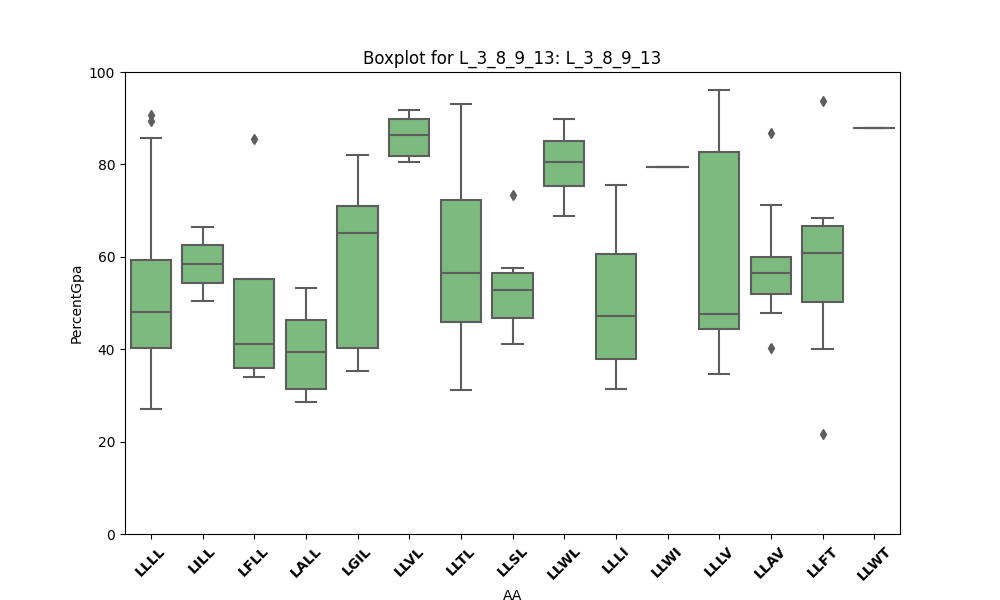 Boxplot for L_3_8_9_13: L_3_8_9_13
100
80
60
40
20
0
PercentGpa
LLLL LILL LFLL LALL LGIL LLVL LLTL LLSL LLWL LLLI LLWI LLLV LLAV LLFT LLWT
AA